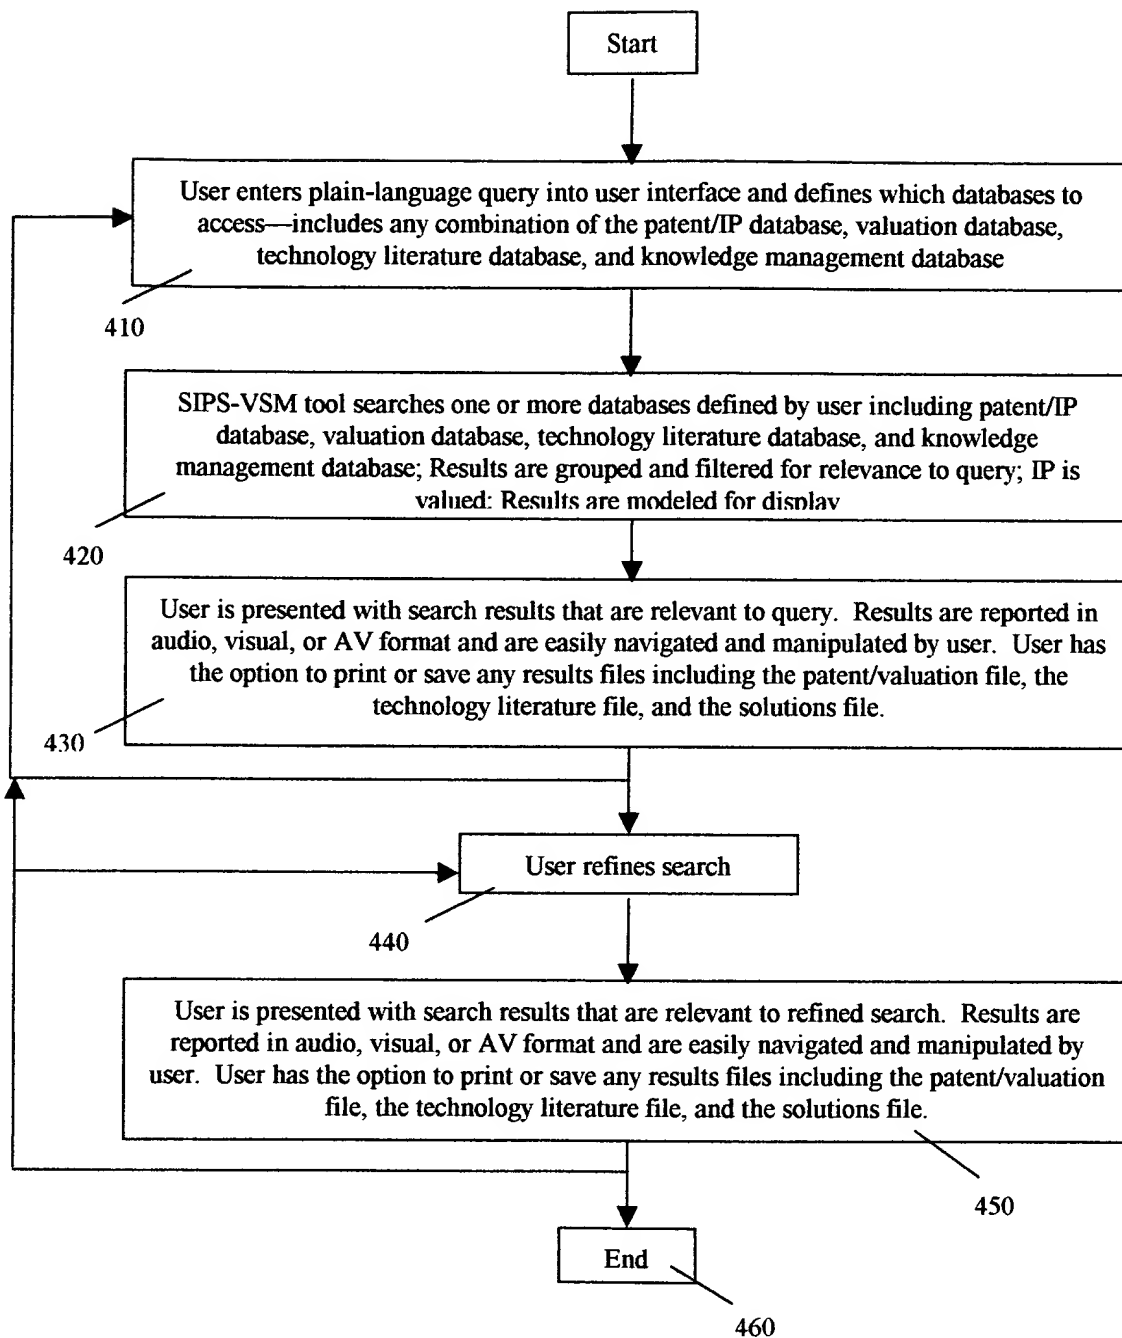 Start
User enters plain-language query into user interface and defines which databases to
access—includes any combination of the patent/IP database, valuation database,
technology literature database, and knowledge management database
410
SIPS-VSM tool searches one or more databases defined by user including patent/IP
database, valuation database, technology literature database, and knowledge
management database; Results are grouped and filtered for relevance to query; IP is
valued: Results are modeled for display
420
User is presented with search results that are relevant to query. Results are reported in
audio, visual, or AV format and are easily navigated and manipulated by user. User has
the option to print or save any results files including the patent/valuation file, the
technology literature file, and the solutions file.
430
User refines search
440
User is presented with search results that are relevant to refined search. Results are
reported in audio, visual, or AV format and are easily navigated and manipulated by
user. User has the option to print or save any results files including the patent/valuation
file, the technology literature file, and the solutions file.
450
End
460